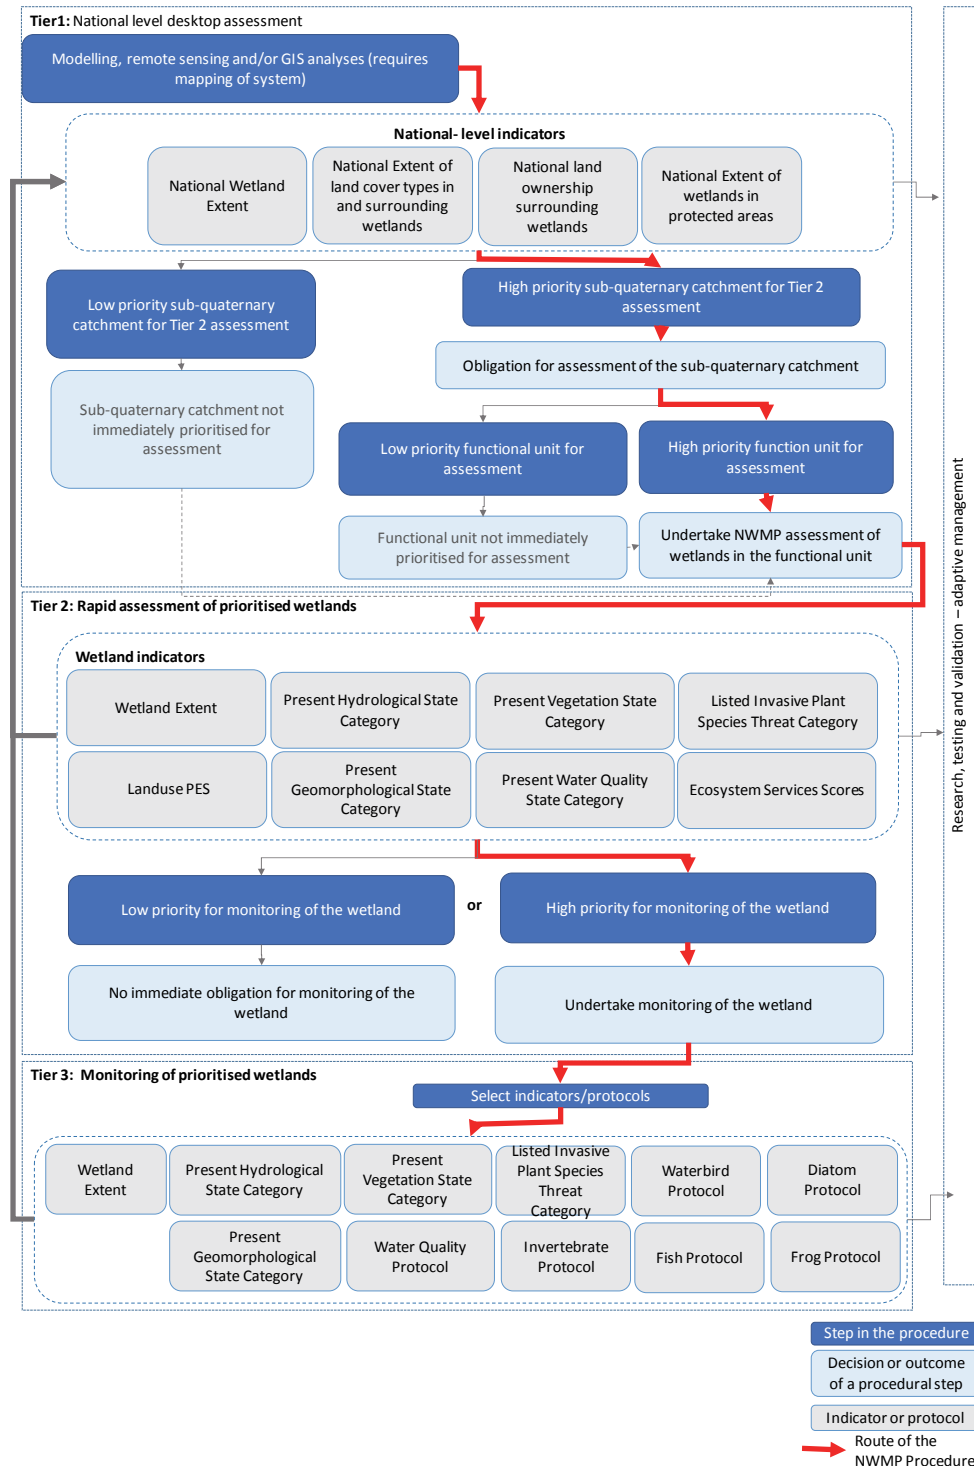 Tier1: National level desktop assessment
Modelling, remote sensing and/or GIS analyses (requires
mapping of system)
National- level indicators
National Wetland
Extent
National Extent of
land cover types in
and surrounding
wetlands
National land
ownership
surrounding
wetlands
National Extent of
wetlands in
protected areas
Low priority sub-quaternary
catchment for Tier 2 assessment
High priority sub-quaternary catchment for Tier 2
assessment
Sub-quaternary catchment not
immediately prioritised for
assessment
Obligation for assessment of the sub-quaternary catchment
Low priority functional unit for
assessment
High priority function unit for
assessment
Functional unit not immediately
prioritised for assessment
Undertake NWMP assessment of
wetlands in the functional unit
Tier 2: Rapid assessment of prioritised wetlands
Wetland indicators
Wetland Extent
Present Hydrological State
Category
Present Vegetation State
Category
Listed Invasive Plant
Species Threat Category
Landuse PES
Present
Geomorphological State
Category
Present Water Quality
State Category
Ecosystem Services Scores
Low priority for monitoring of the wetland
or
High priority for monitoring of the wetland
No immediate obligation for monitoring of the
wetland
Undertake monitoring of the wetland
Tier 3: Monitoring of prioritised wetlands
Select indicators/protocols
Wetland
Extent
Present Hydrological
State Category
Present
Vegetation State
Category
Listed Invasive
Plant Species
Threat
Category
Waterbird
Protocol
Diatom
Protocol
Present
Geomorphological
State Category
Water Quality
Protocol
Invertebrate
Protocol
Fish Protocol
Frog Protocol
Research, testing and validation – adaptive management
Step in the procedure
Decision or outcome
of a procedural step
Indicator or protocol
Route of the
NWMP Procedure